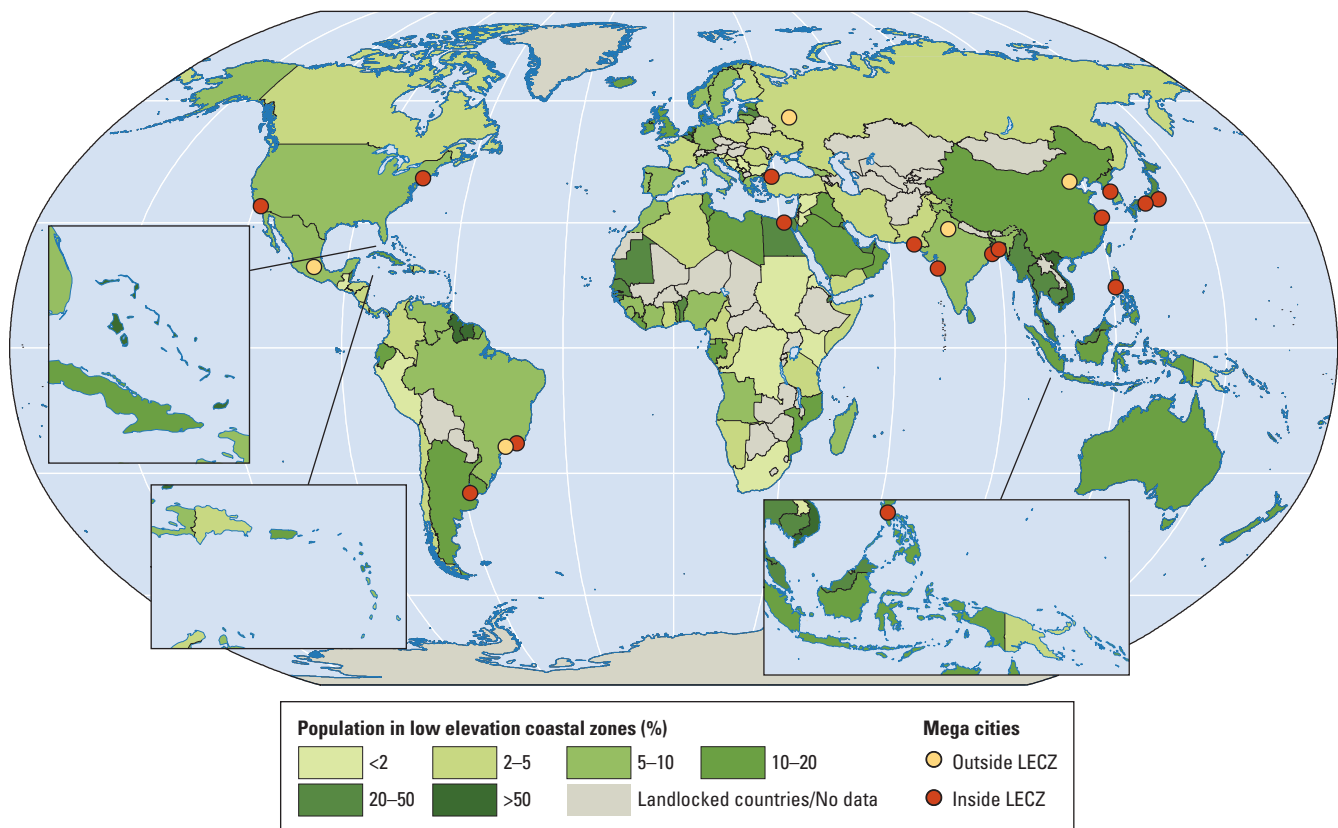 Population in low elevation coastal zones (%)
<2
2–5
5–10
10–20
20–50
>50
Landlocked countries/No data
Mega cities
Outside LECZ
Inside LECZ